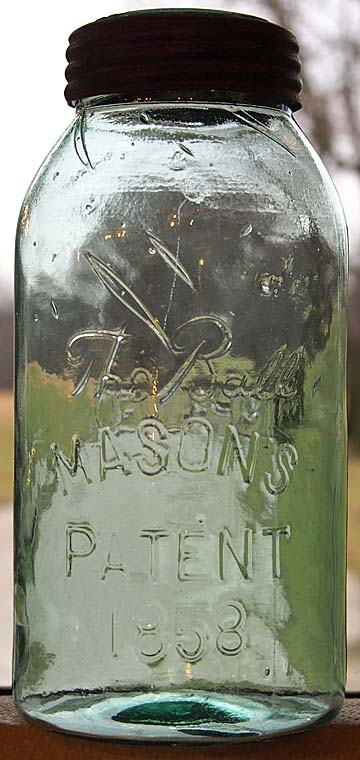 The Ball
MASON'S
PATENT
1858